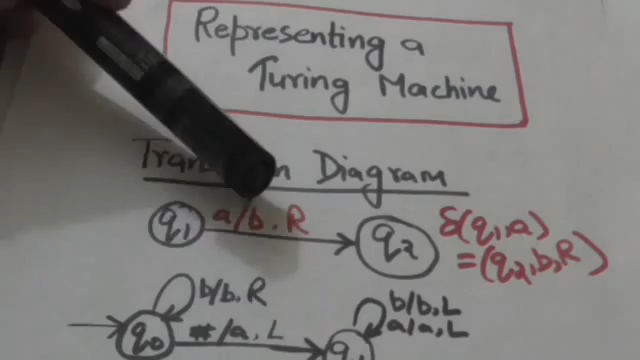 Representing a
Turing Machine
Diagram
q1 a/b, R q2 δ(q1,a)
=(q2,b,R)
b/b, R b/b, L
a/a, L
q0 #/a, L